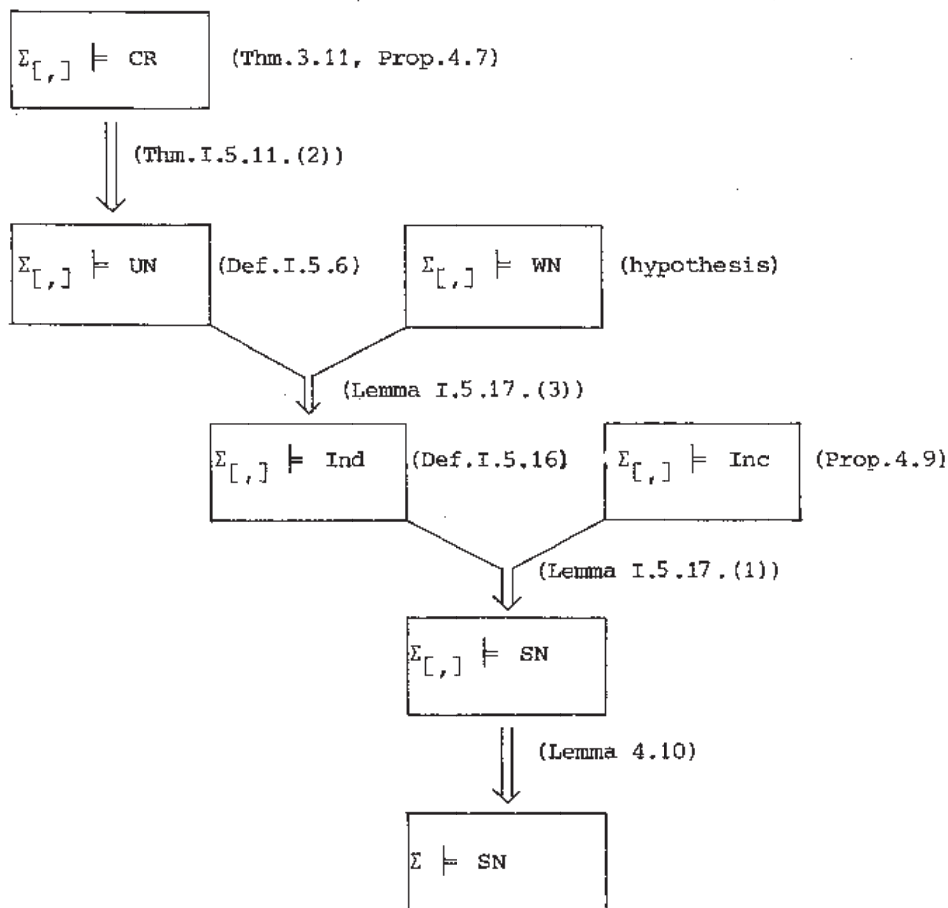 Σ[,] ⊨ CR (Thm.3.11, Prop.4.7)
(Thm.I.5.11.(2))
Σ[,] ⊨ UN (Def.I.5.6) Σ[,] ⊨ WN (hypothesis)
(Lemma I.5.17.(3))
Σ[,] ⊨ Ind (Def.I.5.16) Σ[,] ⊨ Inc (Prop.4.9)
(Lemma I.5.17.(1))
Σ[,] ⊨ SN
(Lemma 4.10)
Σ ⊨ SN